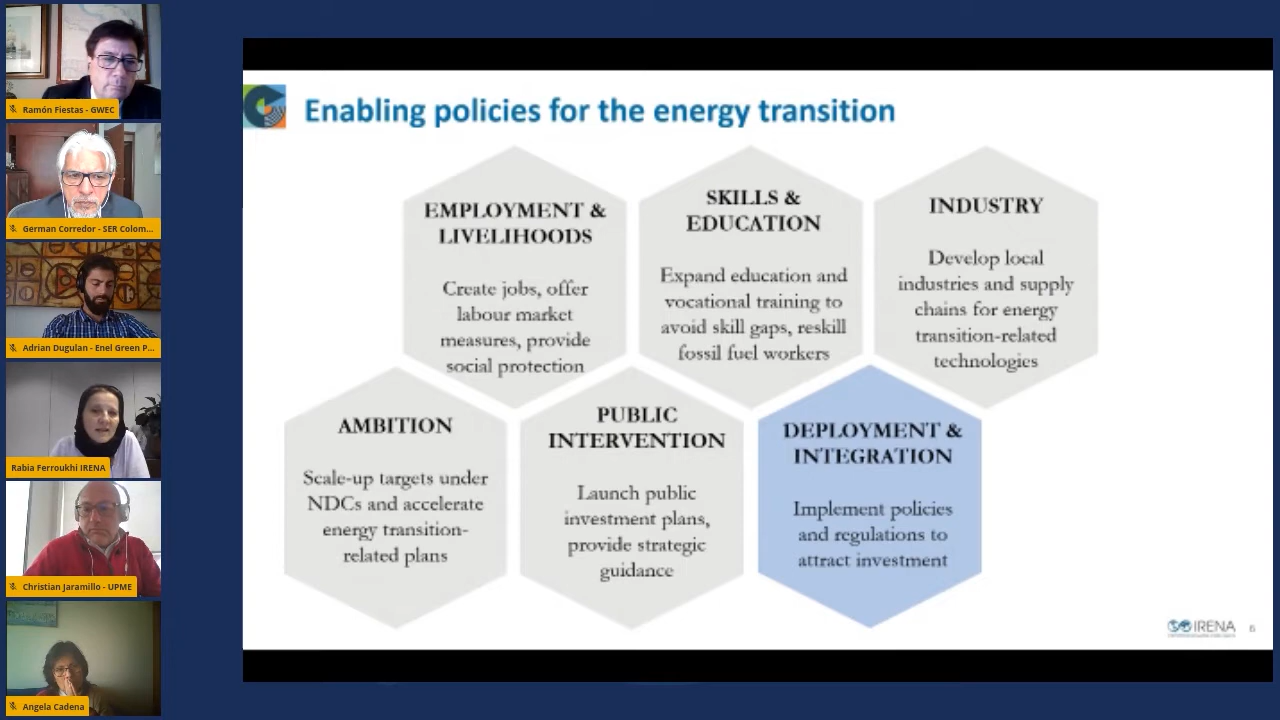 Ramón Fiestas - GWEC
German Corredor - SER Colom...
Adrian Dugulan - Enel Green P...
Rabia Ferroukhi IRENA
Christian Jaramillo - UPME
Angela Cadena
Enabling policies for the energy transition
EMPLOYMENT &
LIVELIHOODS
Create jobs, offer
labour market
measures, provide
social protection
SKILLS &
EDUCATION
Expand education and
vocational training to
avoid skill gaps, reskill
fossil fuel workers
INDUSTRY
Develop local
industries and supply
chains for energy
transition-related
technologies
AMBITION
Scale-up targets under
NDCs and accelerate
energy transition-
related plans
PUBLIC
INTERVENTION
Launch public
investment plans,
provide strategic
guidance
DEPLOYMENT &
INTEGRATION
Implement policies
and regulations to
attract investment
IRENA
6